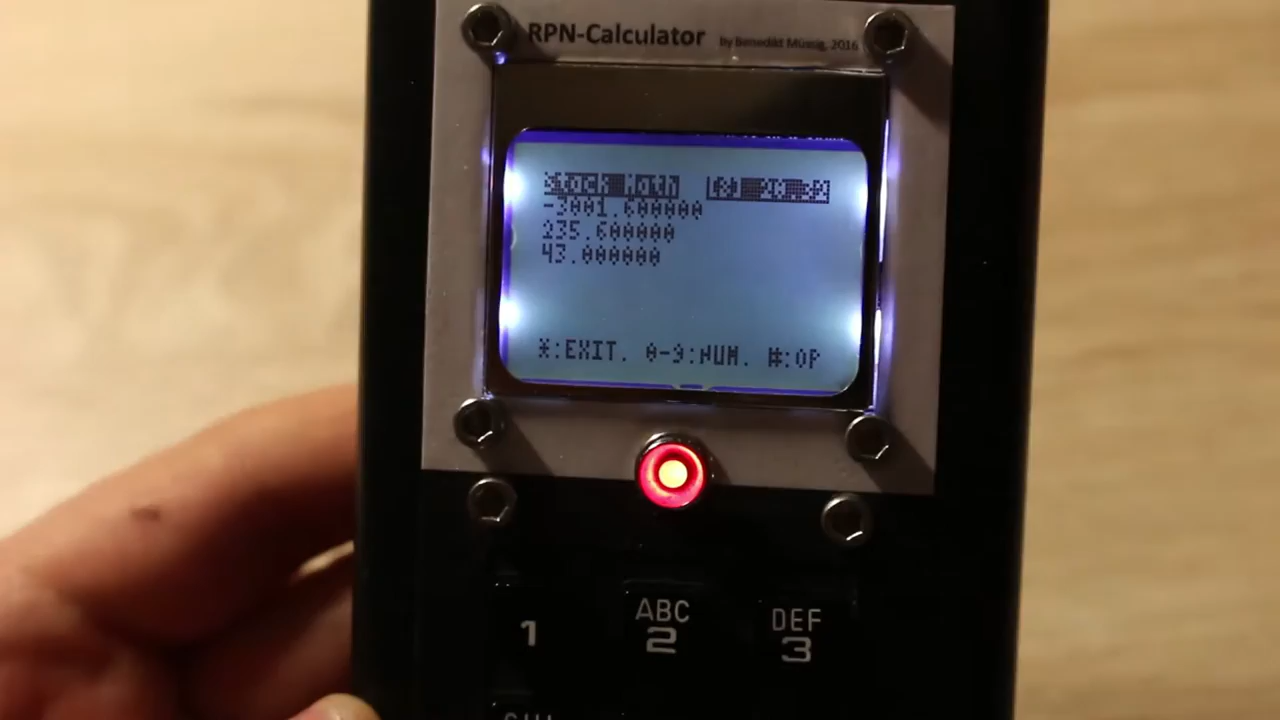 RPN-Calculator by Benedikt Müssig, 2016
Stack Math
-3001.600000
235.600000
43.000000
*:EXIT. 0-9:NUM. #:OP
1
ABC
2
DEF
3